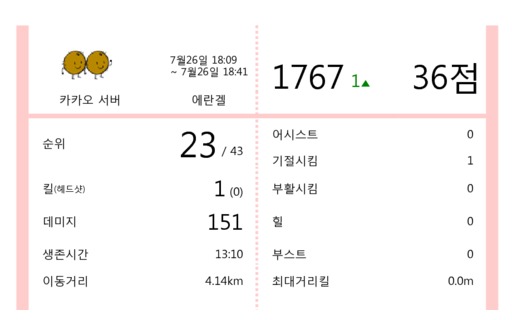 7월26일 18:09
~ 7월26일 18:41
카카오 서버
에란겔
1767 1▲ 36점
순위 23 / 43
킬(헤드샷) 1 (0)
데미지 151
생존시간 13:10
이동거리 4.14km
어시스트 0
기절시킴 1
부활시킴 0
힐 0
부스트 0
최대거리킬 0.0m